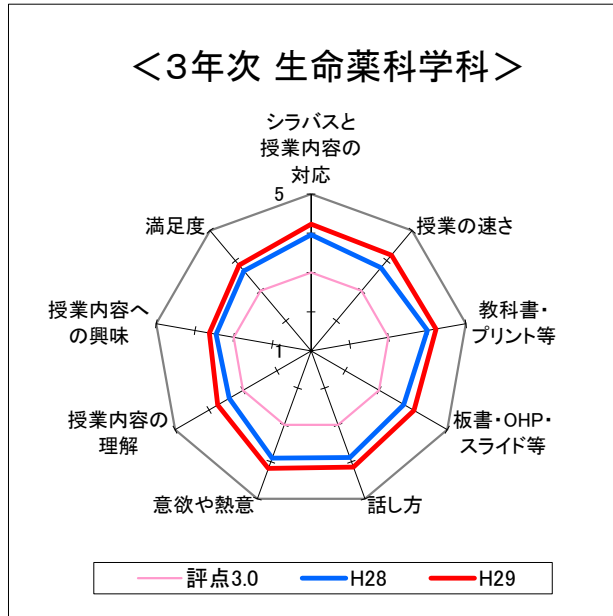 ＜3年次 生命薬科学科＞
シラバスと
授業内容の
対応
5
満足度
授業の速さ
授業内容へ
の興味
教科書・
プリント等
1
授業内容の
理解
板書・OHP・
スライド等
意欲や熱意
話し方
評点3.0
H28
H29